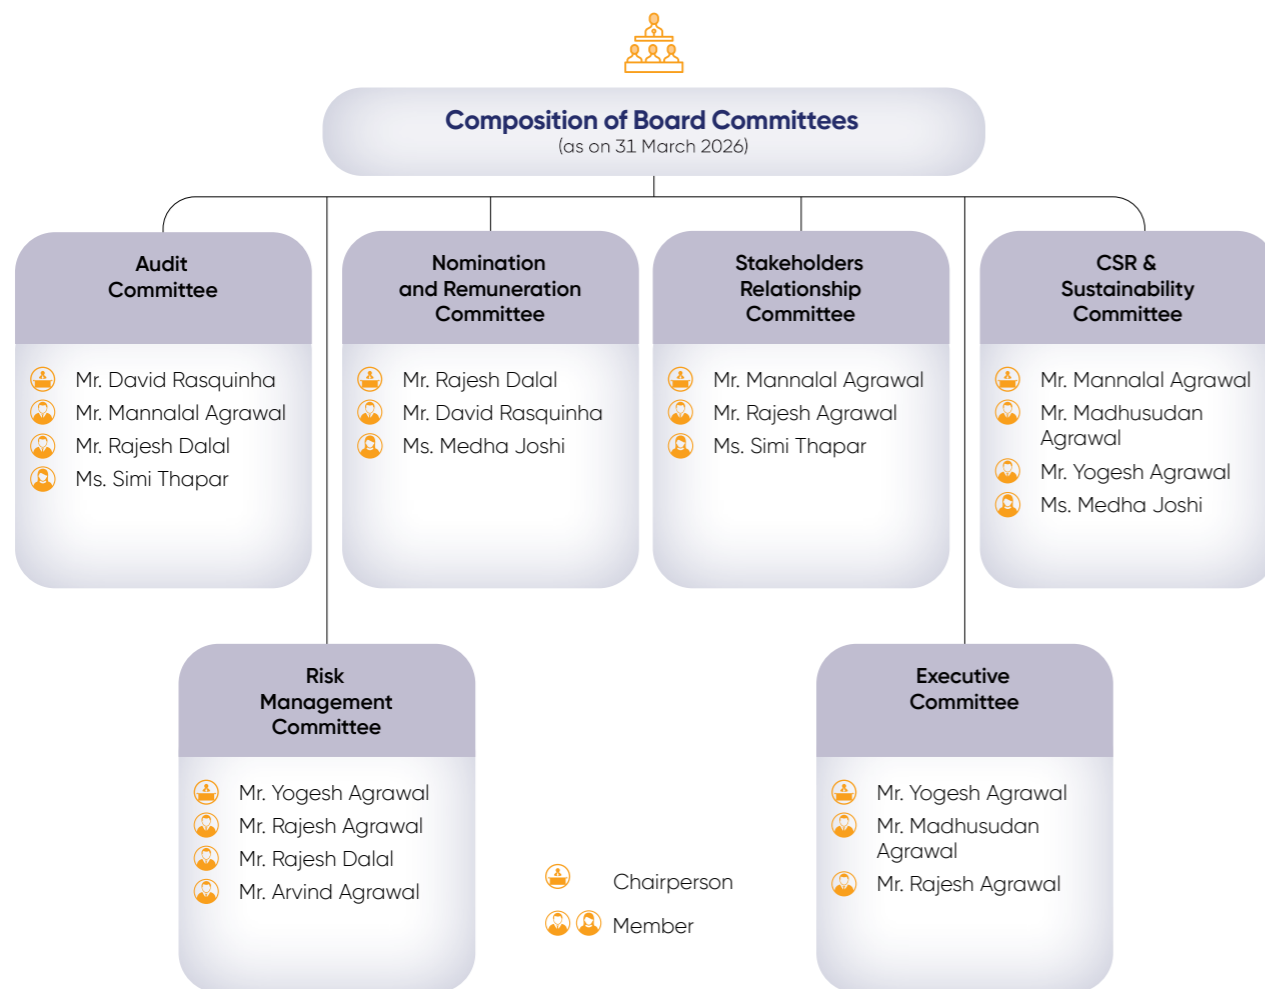 Composition of Board Committees
(as on 31 March 2026)
Audit
Committee
Mr. David Rasquinha
Mr. Mannalal Agrawal
Mr. Rajesh Dalal
Ms. Simi Thapar
Nomination
and Remuneration
Committee
Mr. Rajesh Dalal
Mr. David Rasquinha
Ms. Medha Joshi
Stakeholders
Relationship
Committee
Mr. Mannalal Agrawal
Mr. Rajesh Agrawal
Ms. Simi Thapar
CSR &
Sustainability
Committee
Mr. Mannalal Agrawal
Mr. Madhusudan
Agrawal
Mr. Yogesh Agrawal
Ms. Medha Joshi
Risk
Management
Committee
Mr. Yogesh Agrawal
Mr. Rajesh Agrawal
Mr. Rajesh Dalal
Mr. Arvind Agrawal
Chairperson
Member
Executive
Committee
Mr. Yogesh Agrawal
Mr. Madhusudan
Agrawal
Mr. Rajesh Agrawal